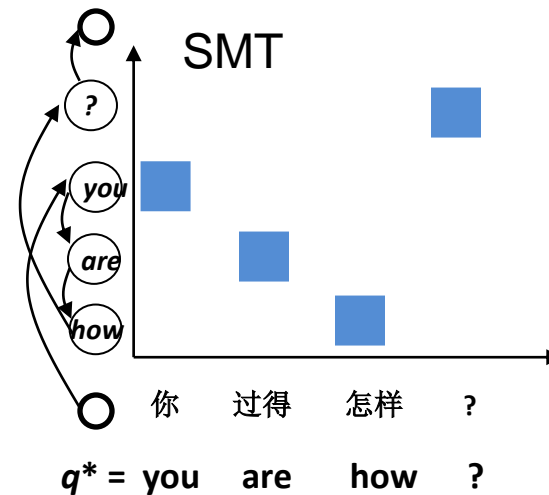 SMT
?
you
are
how
你 过得 怎样 ?
q* = you are how ?